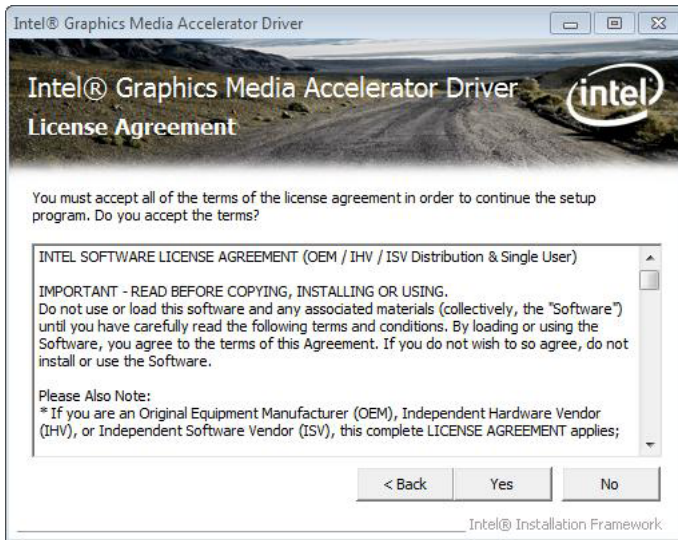 Intel® Graphics Media Accelerator Driver
Intel® Graphics Media Accelerator Driver
intel
License Agreement
You must accept all of the terms of the license agreement in order to continue the setup
program. Do you accept the terms?
INTEL SOFTWARE LICENSE AGREEMENT (OEM / IHV / ISV Distribution & Single User)
IMPORTANT - READ BEFORE COPYING, INSTALLING OR USING.
Do not use or load this software and any associated materials (collectively, the "Software")
until you have carefully read the following terms and conditions. By loading or using the
Software, you agree to the terms of this Agreement. If you do not wish to so agree, do not
install or use the Software.
Please Also Note:
* If you are an Original Equipment Manufacturer (OEM), Independent Hardware Vendor
(IHV), or Independent Software Vendor (ISV), this complete LICENSE AGREEMENT applies;
< Back Yes No
Intel® Installation Framework